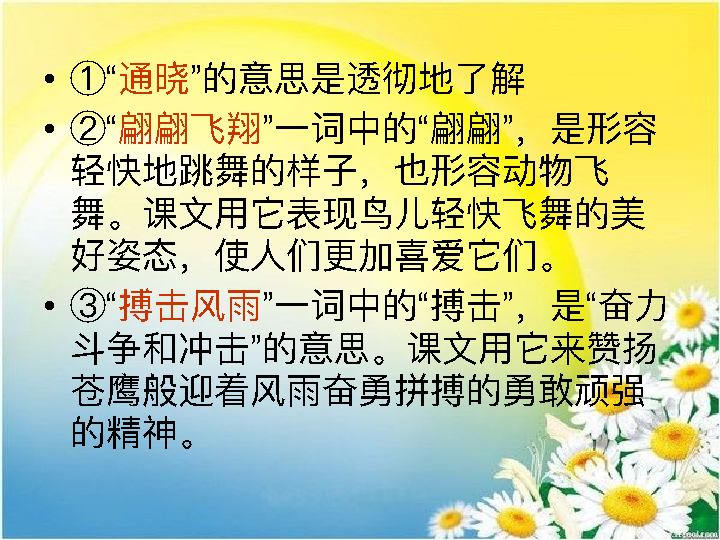 • ①“通晓”的意思是透彻地了解
• ②“翩翩飞翔”一词中的“翩翩”，是形容
轻快地跳舞的样子，也形容动物飞
舞。课文用它表现鸟儿轻快飞舞的美
好姿态，使人们更加喜爱它们。
• ③“搏击风雨”一词中的“搏击”，是“奋力
斗争和冲击”的意思。课文用它来赞扬
苍鹰般迎着风雨奋勇拼搏的勇敢顽强
的精神。